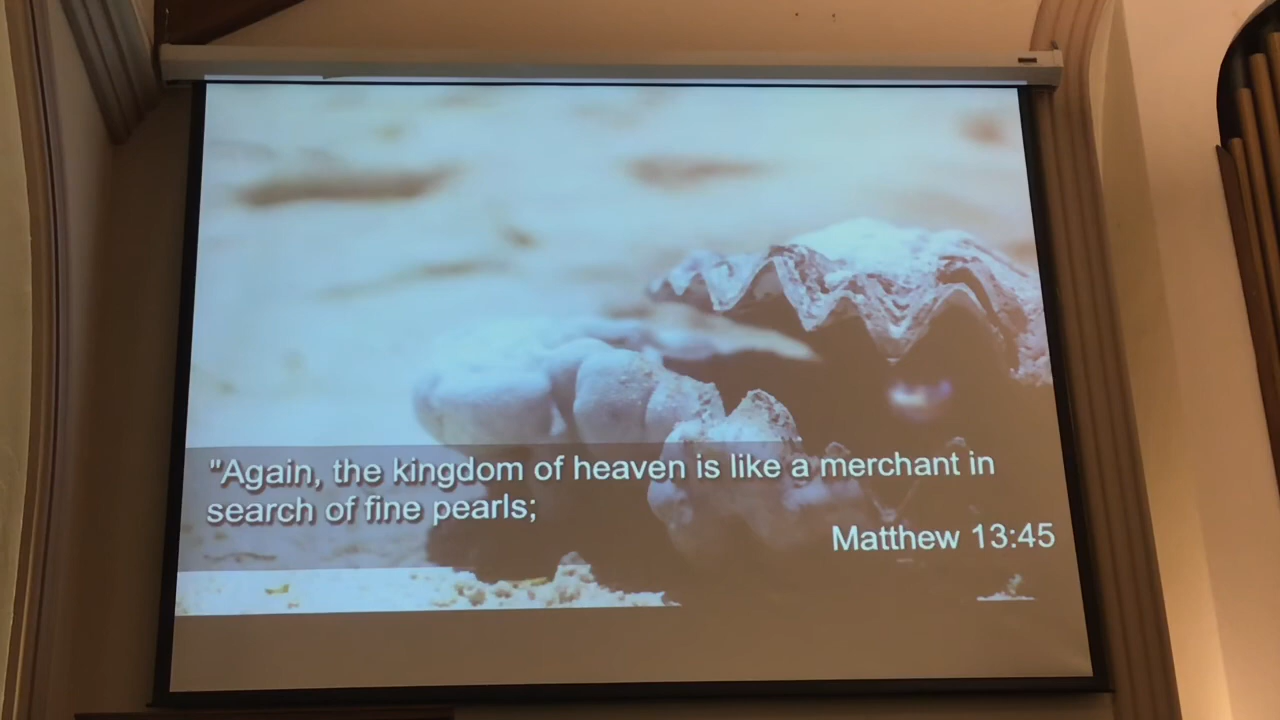 "Again, the kingdom of heaven is like a merchant in
search of fine pearls;
Matthew 13:45